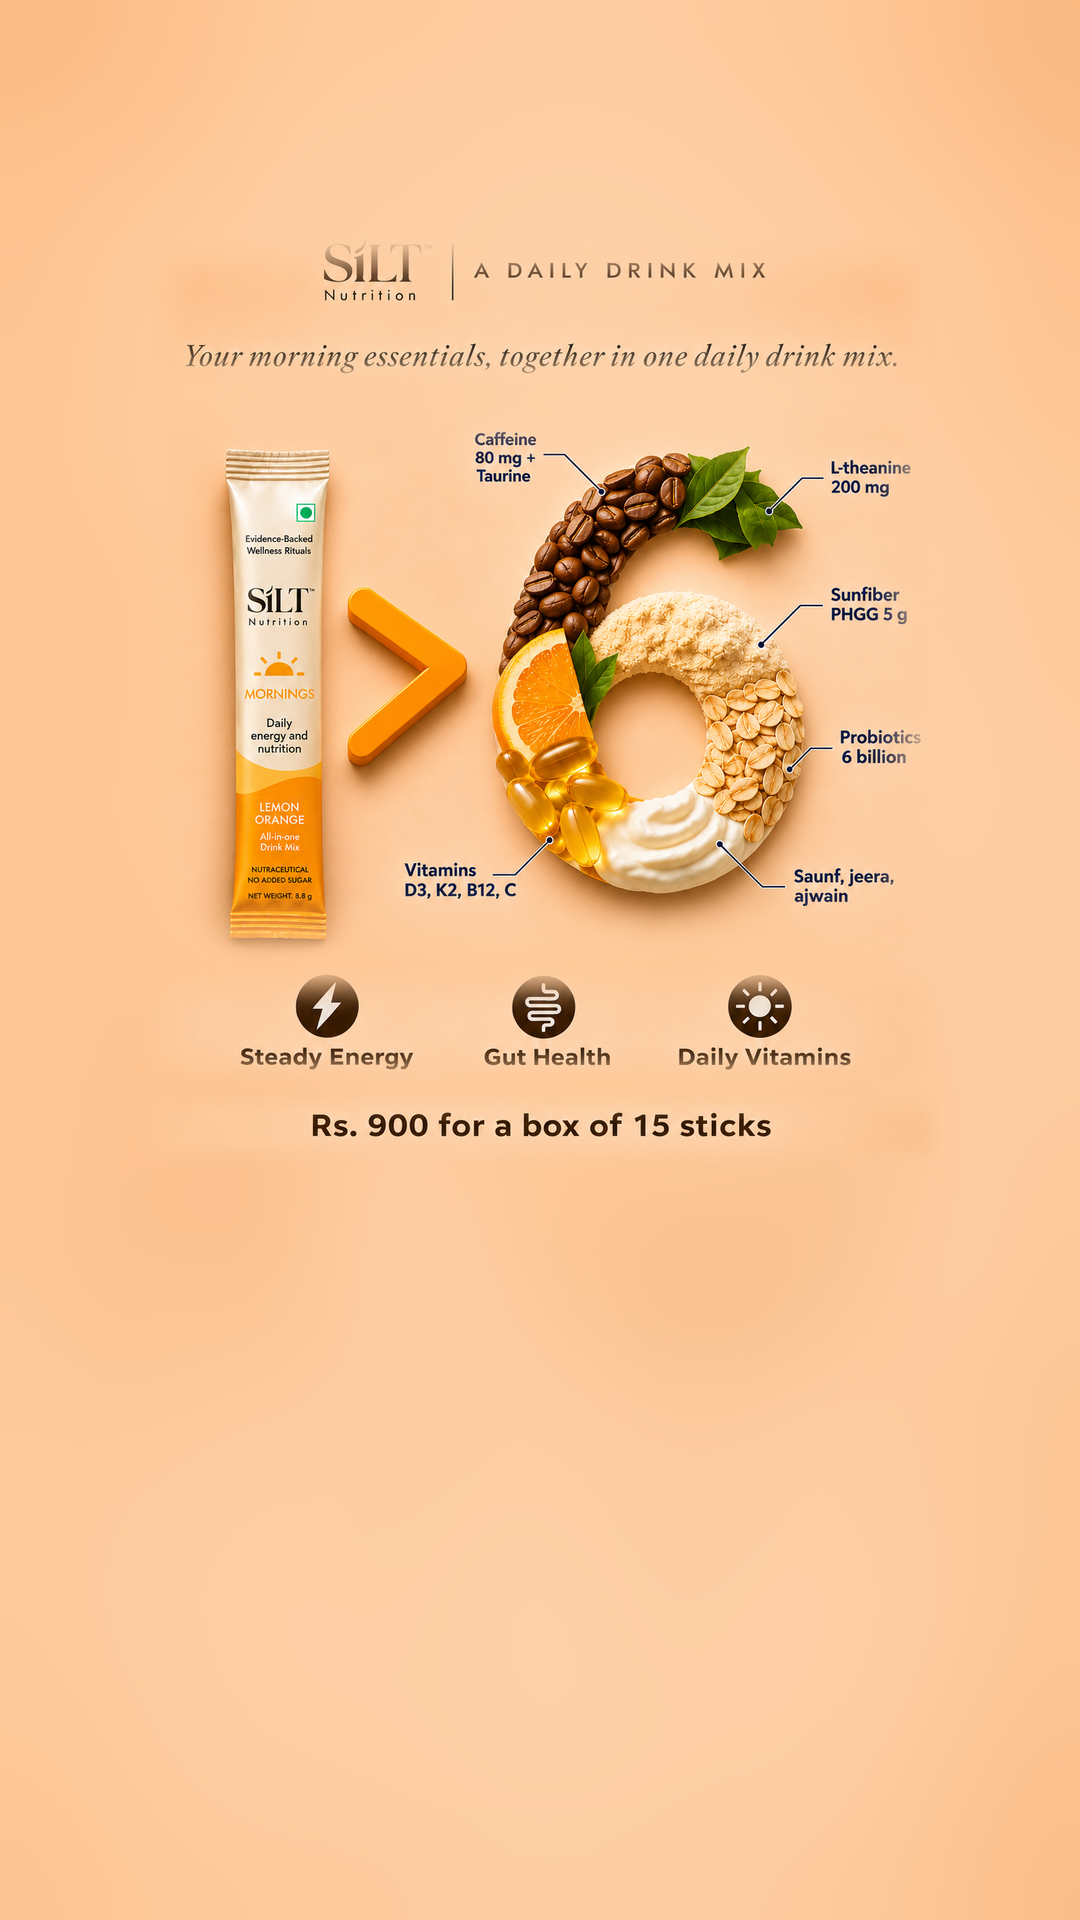 SiLT™
Nutrition
A DAILY DRINK MIX
Your morning essentials, together in one daily drink mix.
Caffeine
80 mg +
Taurine
L-theanine
200 mg
Sunfiber
PHGG 5 g
Probiotics
6 billion
Saunf, jeera,
ajwain
Vitamins
D3, K2, B12, C
>
6
Evidence-Backed
Wellness Rituals
SiLT™
Nutrition
MORNINGS
Daily
energy and
nutrition
LEMON
ORANGE
All-in-one
Drink Mix
NUTRACEUTICAL
NO ADDED SUGAR
NET WEIGHT. 8.8 g
Steady Energy
Gut Health
Daily Vitamins
Rs. 900 for a box of 15 sticks